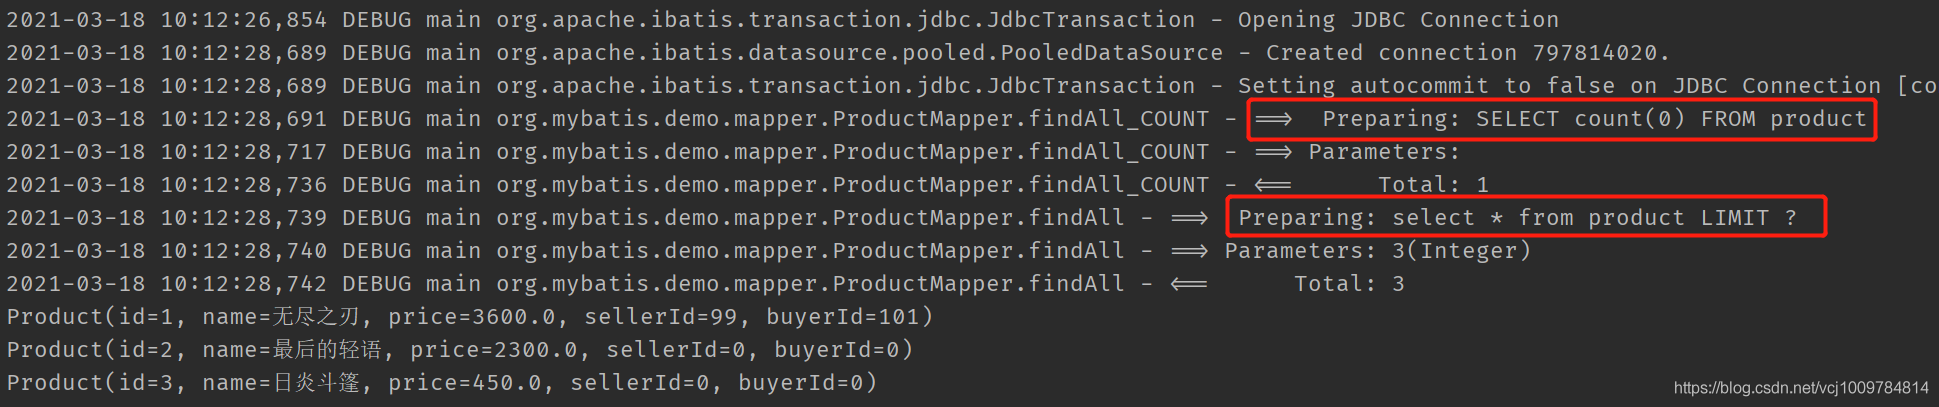 2021-03-18 10:12:26,854 DEBUG main org.apache.ibatis.transaction.jdbc.JdbcTransaction - Opening JDBC Connection
2021-03-18 10:12:28,689 DEBUG main org.apache.ibatis.datasource.pooled.PooledDataSource - Created connection 797814020.
2021-03-18 10:12:28,689 DEBUG main org.apache.ibatis.transaction.jdbc.JdbcTransaction - Setting autocommit to false on JDBC Connection [co
2021-03-18 10:12:28,691 DEBUG main org.mybatis.demo.mapper.ProductMapper.findAll_COUNT - ==>  Preparing: SELECT count(0) FROM product
2021-03-18 10:12:28,717 DEBUG main org.mybatis.demo.mapper.ProductMapper.findAll_COUNT - ==> Parameters:
2021-03-18 10:12:28,736 DEBUG main org.mybatis.demo.mapper.ProductMapper.findAll_COUNT - <==      Total: 1
2021-03-18 10:12:28,739 DEBUG main org.mybatis.demo.mapper.ProductMapper.findAll - ==>  Preparing: select * from product LIMIT ?
2021-03-18 10:12:28,740 DEBUG main org.mybatis.demo.mapper.ProductMapper.findAll - ==> Parameters: 3(Integer)
2021-03-18 10:12:28,742 DEBUG main org.mybatis.demo.mapper.ProductMapper.findAll - <==      Total: 3
Product(id=1, name=无尽之刃, price=3600.0, sellerId=99, buyerId=101)
Product(id=2, name=最后的轻语, price=2300.0, sellerId=0, buyerId=0)
Product(id=3, name=日炎斗篷, price=450.0, sellerId=0, buyerId=0)
https://blog.csdn.net/vcj1009784814